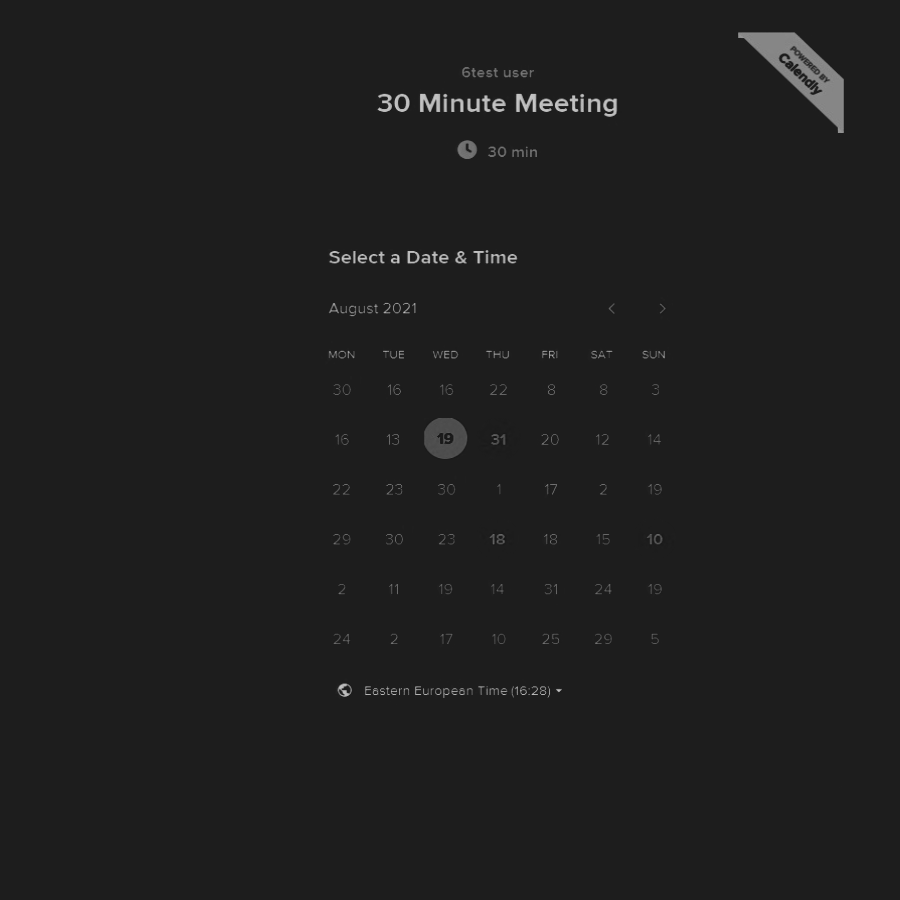 POWERED BY
Calendly
6test user
30 Minute Meeting
30 min
Select a Date & Time
August 2021
MON TUE WED THU FRI SAT SUN
30 16 16 22 8 8 3
16 13 19 31 20 12 14
22 23 30 1 17 2 19
29 30 23 18 18 15 10
2 11 19 14 31 24 19
24 2 17 10 25 29 5
Eastern European Time (16:28)